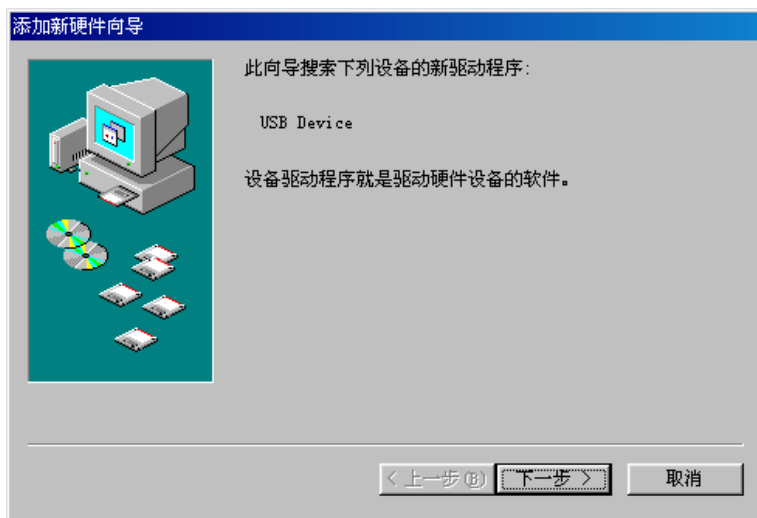 添加新硬件向导
此向导搜索下列设备的新驱动程序:
USB Device
设备驱动程序就是驱动硬件设备的软件。
< 上一步(B) 下一步 > 取消